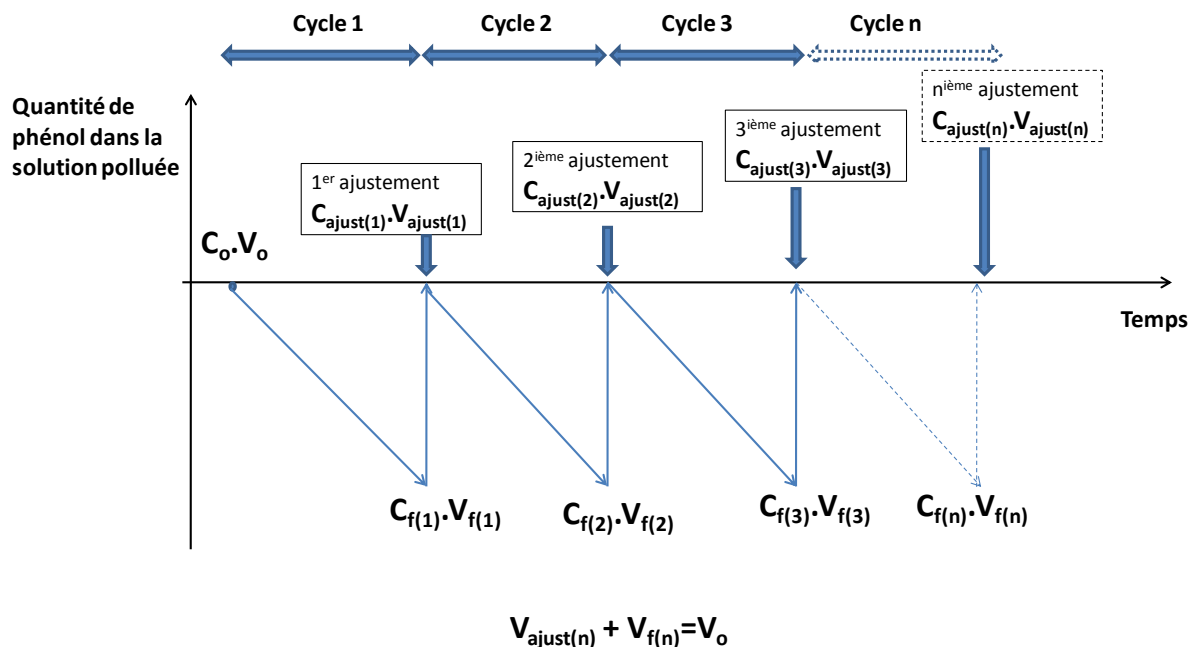 Cycle 1
Cycle 2
Cycle 3
Cycle n
Quantité de
phénol dans la
solution polluée
1er ajustement
Cajust(1).Vajust(1)
2ième ajustement
Cajust(2).Vajust(2)
3ième ajustement
Cajust(3).Vajust(3)
nième ajustement
Cajust(n).Vajust(n)
Co.Vo
Temps
Cf(1).Vf(1)
Cf(2).Vf(2)
Cf(3).Vf(3)
Cf(n).Vf(n)
Vajust(n) + Vf(n)=Vo